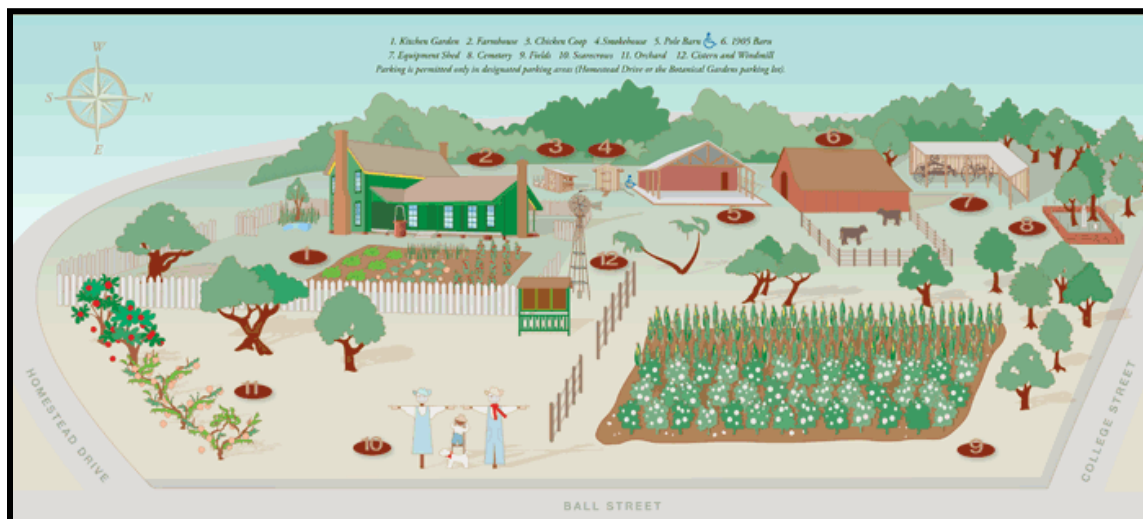 1. Kitchen Garden 2. Farmhouse 3. Chicken Coop 4.Smokehouse 5. Pole Barn 6. 1905 Barn
7. Equipment Shed 8. Cemetery 9. Fields 10. Scarecrows 11. Orchard 12. Cistern and Windmill
Parking is permitted only in designated parking areas (Homestead Drive or the Botanical Gardens parking lot).
W
S N
E
6
3 4
2
7
5
8
1
12
11
10
9
HOMESTEAD DRIVE
COLLEGE STREET
BALL STREET